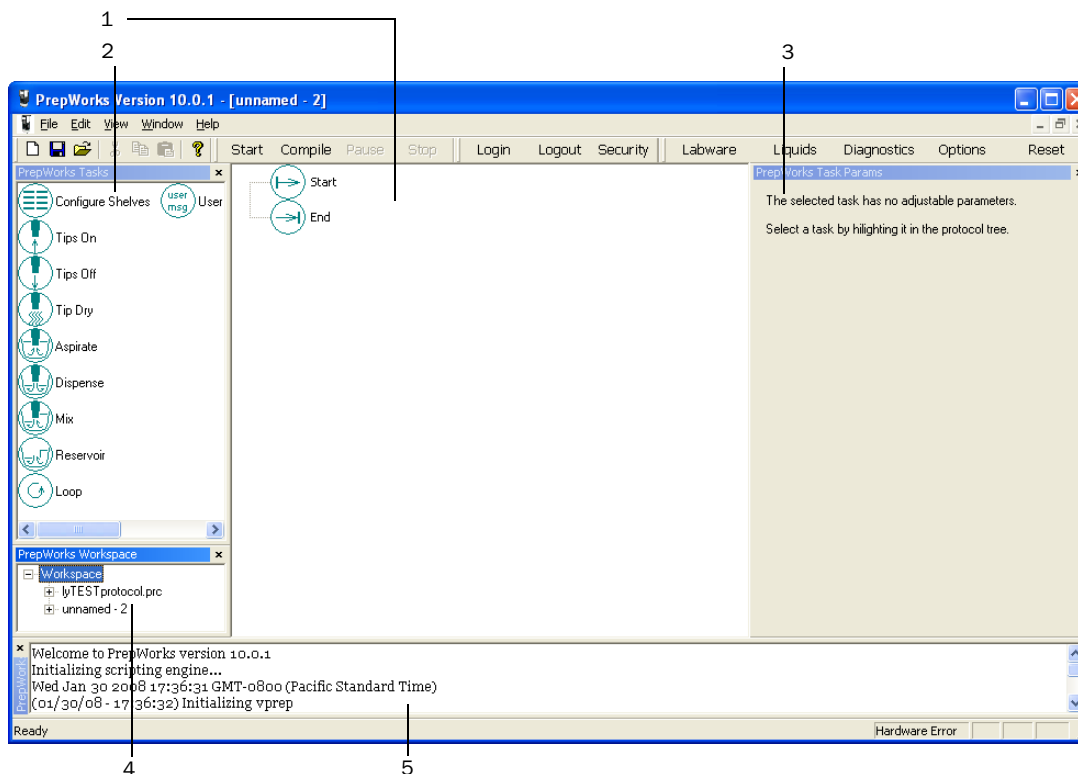 1
2
3
PrepWorks Version 10.0.1 - [unnamed - 2]
File Edit View Window Help
Start Compile Pause Stop Login Logout Security Labware Liquids Diagnostics Options Reset
PrepWorks Tasks
Configure Shelves
user msg
User
Tips On
Tips Off
Tip Dry
Aspirate
Dispense
Mix
Reservoir
Loop
Start
End
PrepWorks Task Params
The selected task has no adjustable parameters.
Select a task by hilighting it in the protocol tree.
PrepWorks Workspace
Workspace
lyTESTprotocol.prc
unnamed - 2
PrepWork
Welcome to PrepWorks version 10.0.1
Initializing scripting engine...
Wed Jan 30 2008 17:36:31 GMT-0800 (Pacific Standard Time)
(01/30/08 - 17:36:32) Initializing vprep
Ready
Hardware Error
4
5